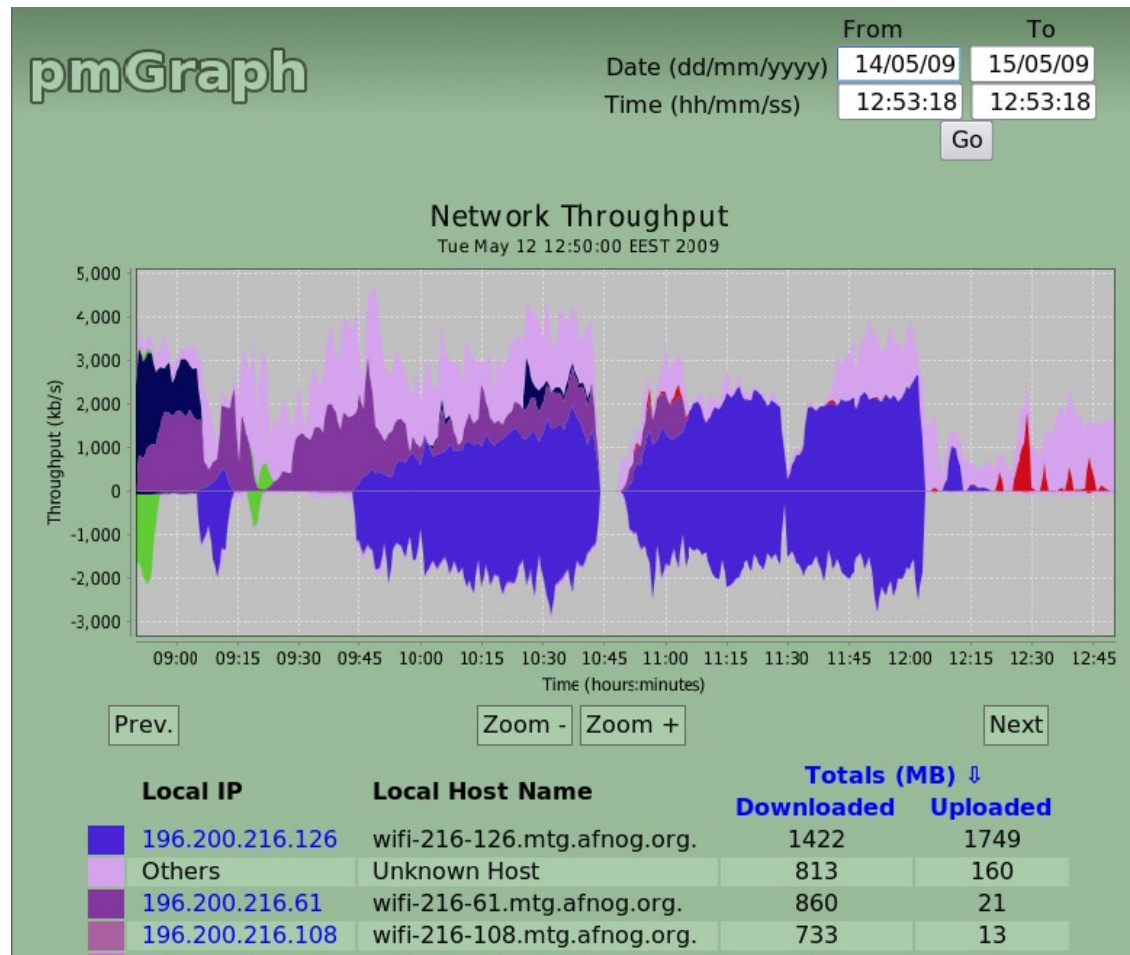 pmGraph
From To
Date (dd/mm/yyyy) 14/05/09 15/05/09
Time (hh/mm/ss) 12:53:18 12:53:18
Go
Network Throughput
Tue May 12 12:50:00 EEST 2009
Throughput (kb/s)
5,000
4,000
3,000
2,000
1,000
0
-1,000
-2,000
-3,000
09:00 09:15 09:30 09:45 10:00 10:15 10:30 10:45 11:00 11:15 11:30 11:45 12:00 12:15 12:30 12:45
Time (hours:minutes)
Prev. Zoom - Zoom + Next
Totals (MB) ⇩
Local IP Local Host Name Downloaded Uploaded
196.200.216.126 wifi-216-126.mtg.afnog.org. 1422 1749
Others Unknown Host 813 160
196.200.216.61 wifi-216-61.mtg.afnog.org. 860 21
196.200.216.108 wifi-216-108.mtg.afnog.org. 733 13